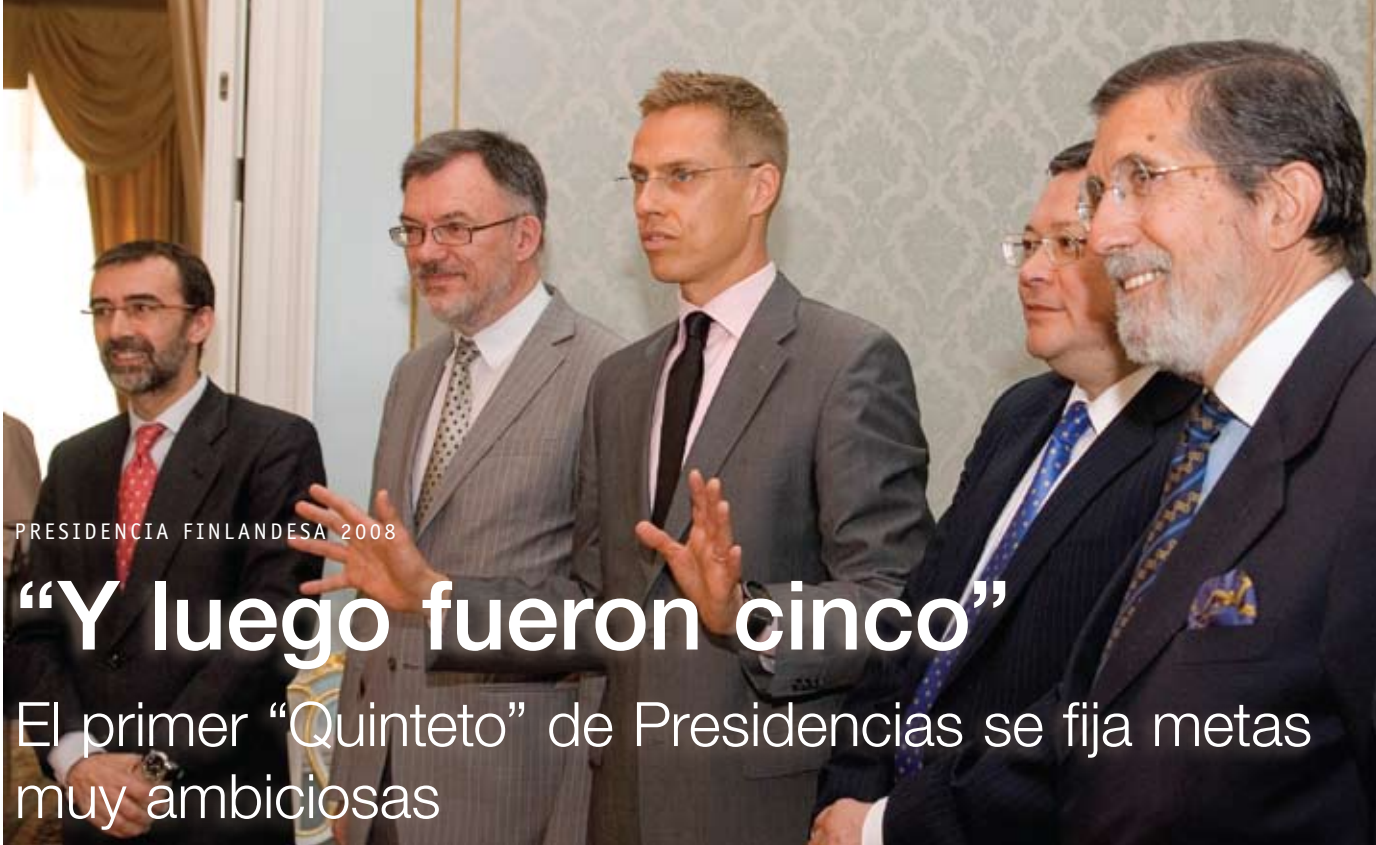 PRESIDENCIA FINLANDESA 2008
“Y luego fueron cinco”
El primer “Quinteto” de Presidencias se fija metas
muy ambiciosas